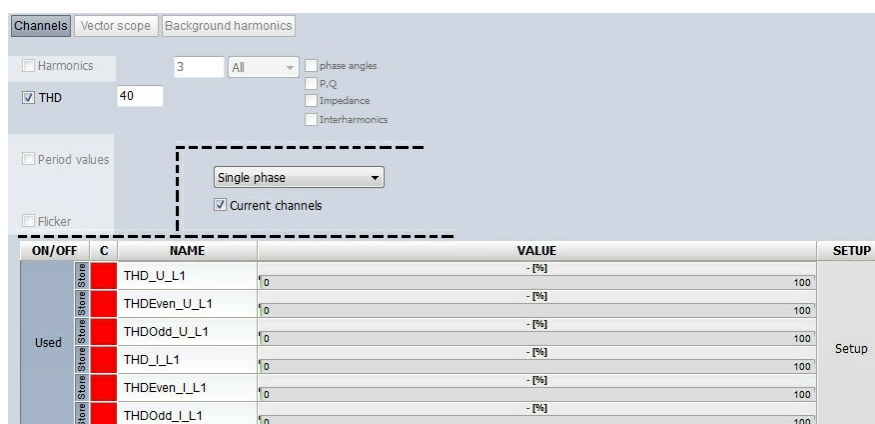 Channels Vector scope Background harmonics
Harmonics 3 All phase angles
P,Q
THD 40 Impedance
Interharmonics
Period values
Single phase
Current channels
Flicker
ON/OFF C NAME VALUE SETUP
Store THD_U_L1 - [%] 0 100
Store THDEven_U_L1 - [%] 0 100
Used Store THDOdd_U_L1 - [%] 0 100 Setup
Store THD_I_L1 - [%] 0 100
Store THDEven_I_L1 - [%] 0 100
Store THDOdd_I_L1 - [%] 0 100